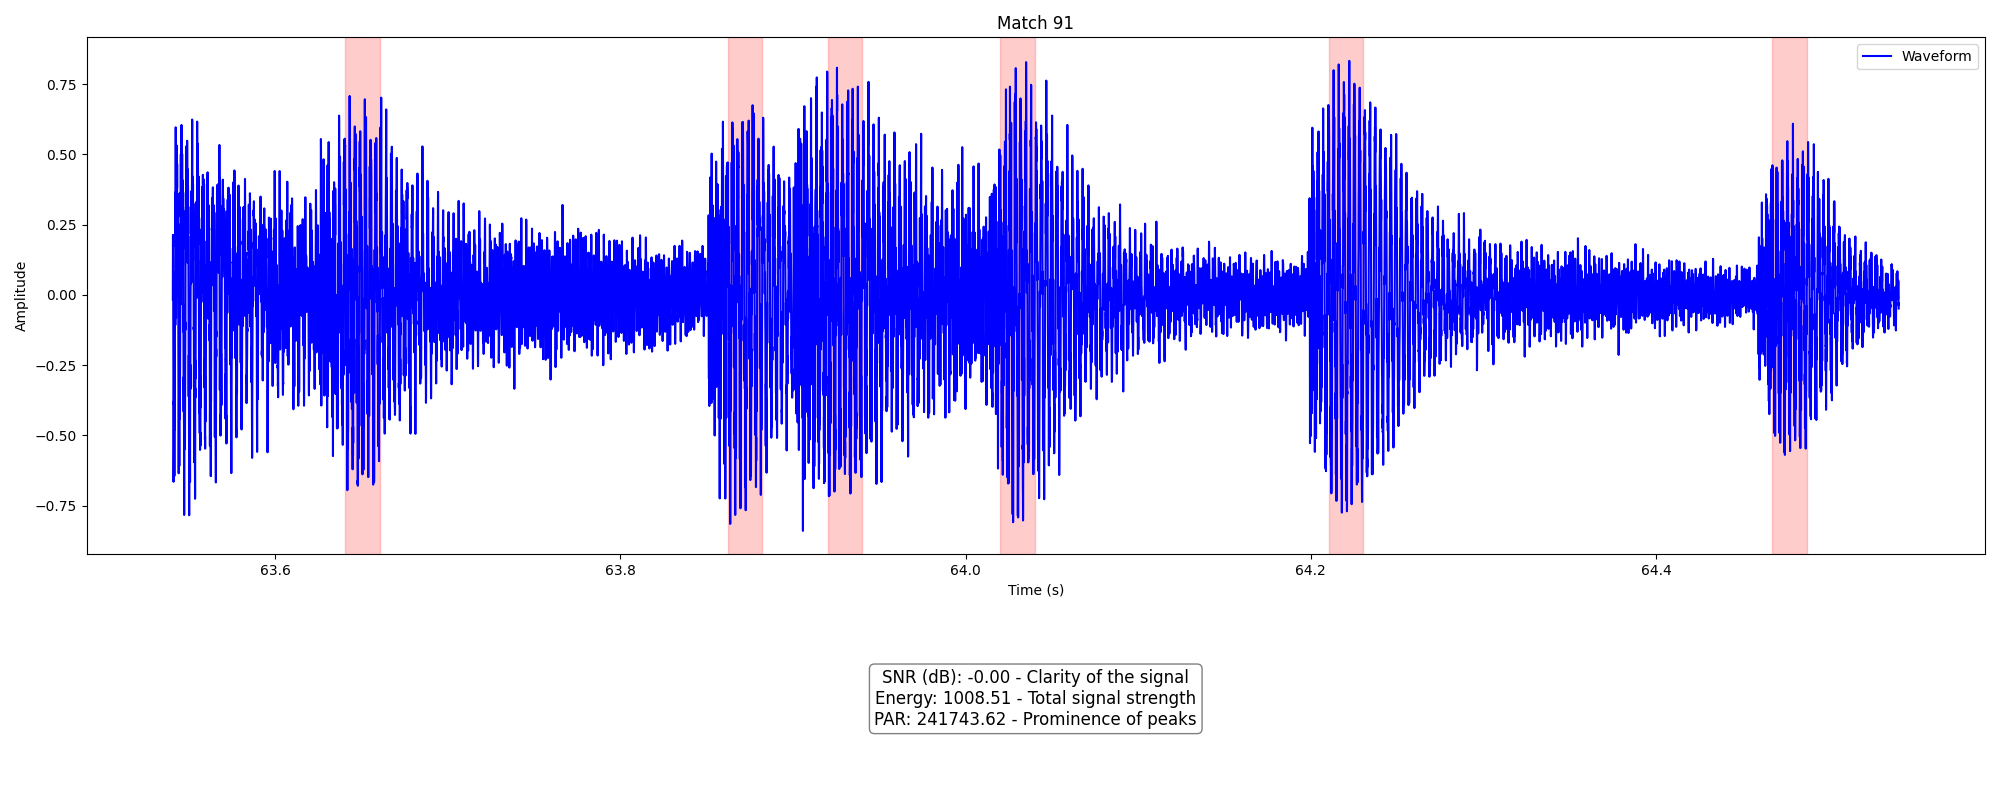 Match 91
Waveform
Amplitude
0.75
0.50
0.25
0.00
−0.25
−0.50
−0.75
63.6 63.8 64.0 64.2 64.4
Time (s)
SNR (dB): -0.00 - Clarity of the signal
Energy: 1008.51 - Total signal strength
PAR: 241743.62 - Prominence of peaks